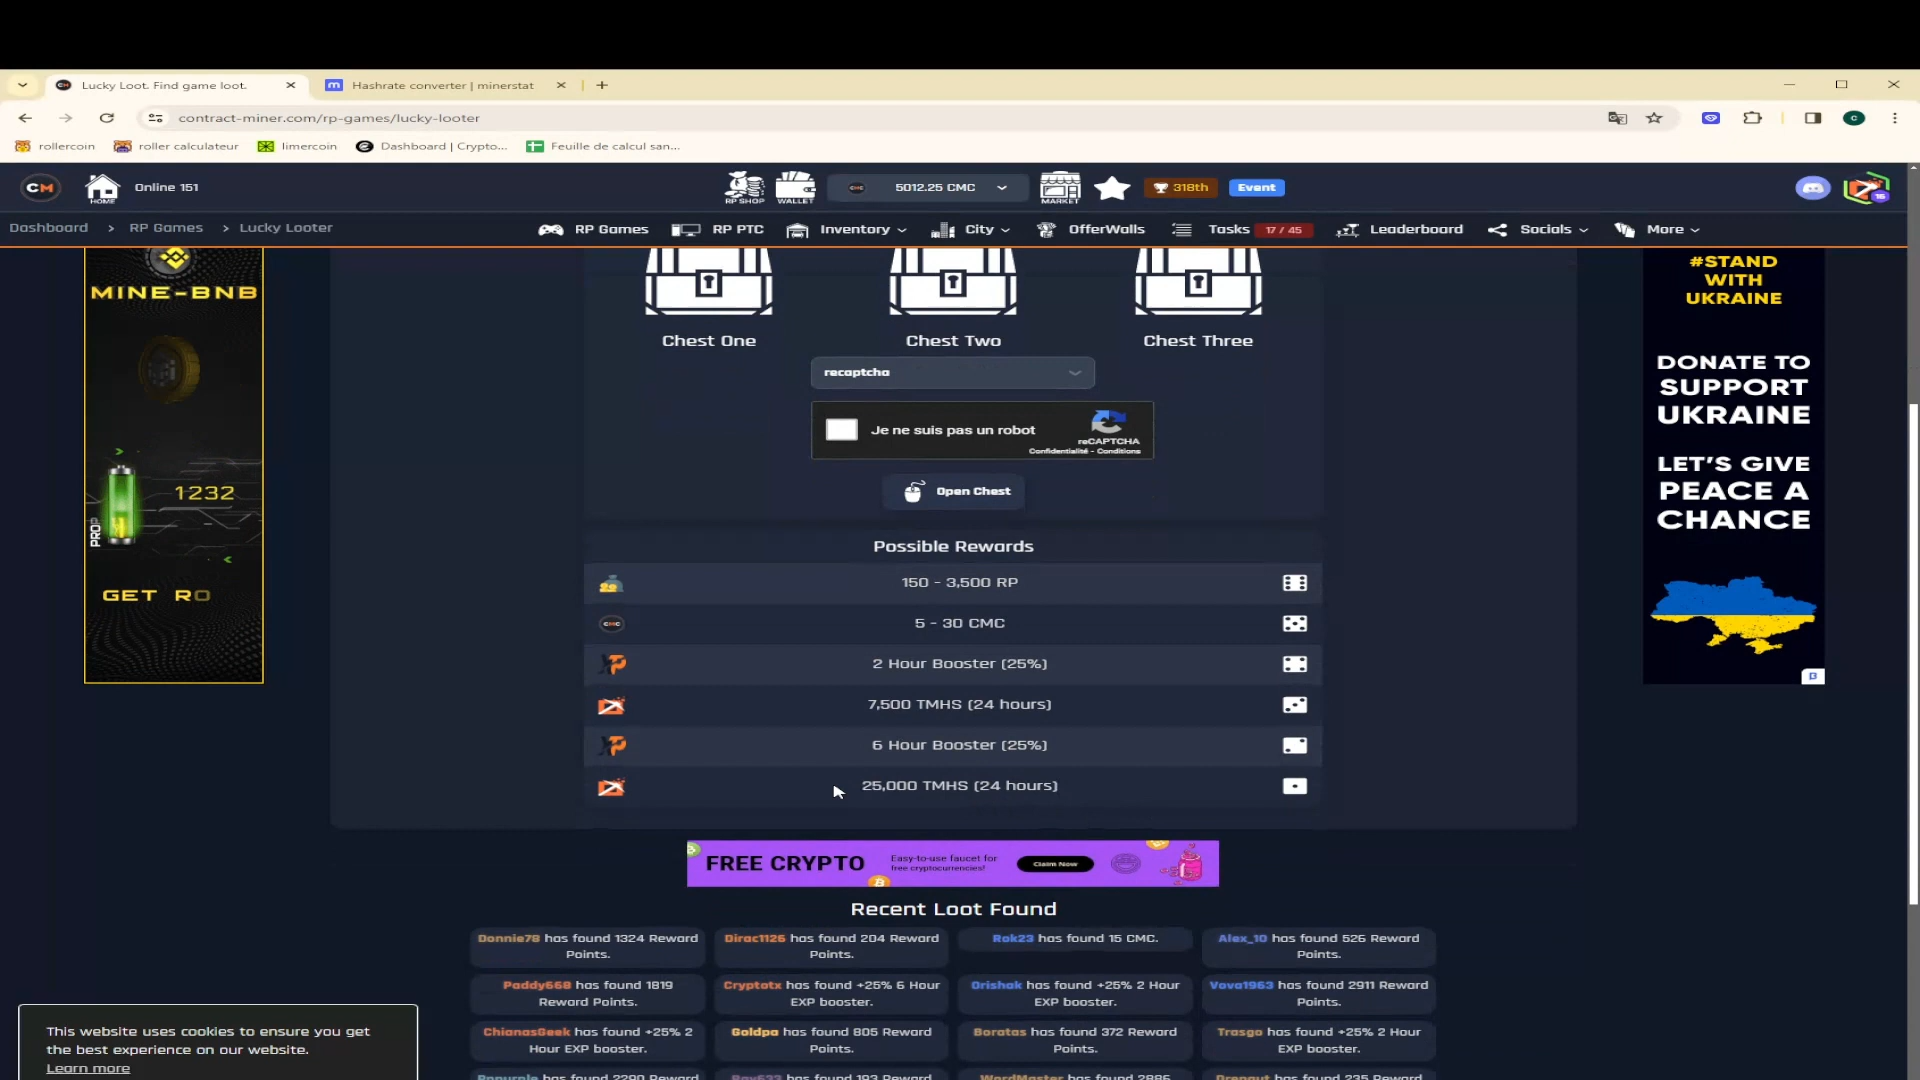 Lucky Loot. Find game loot.
Hashrate converter | minerstat
contract-miner.com/rp-games/lucky-looter
rollercoin
roller calculateur
limercoin
Dashboard | Crypto...
Feuille de calcul san...
CM
HOME
Online 151
RP SHOP
WALLET
5012.25 CMC
MARKET
318th
Event
16
Dashboard > RP Games > Lucky Looter
RP Games
RP PTC
Inventory
City
OfferWalls
Tasks 17 / 45
Leaderboard
Socials
More
MINE-BNB
1232
PROP
GET RO
Chest One
Chest Two
Chest Three
recaptcha
Je ne suis pas un robot
reCAPTCHA
Confidentialité - Conditions
Open Chest
Possible Rewards
150 - 3,500 RP
5 - 30 CMC
2 Hour Booster (25%)
7,500 TMHS (24 hours)
6 Hour Booster (25%)
25,000 TMHS (24 hours)
#STAND
WITH
UKRAINE
DONATE TO
SUPPORT
UKRAINE
LET'S GIVE
PEACE A
CHANCE
FREE CRYPTO
Easy-to-use faucet for
free cryptocurrencies!
Claim Now
Recent Loot Found
Donnie78 has found 1324 Reward
Points.
Dirac1126 has found 204 Reward
Points.
Rok23 has found 15 CMC.
Alex_10 has found 526 Reward
Points.
Paddy668 has found 1819
Reward Points.
Cryptotx has found +25% 6 Hour
EXP booster.
Orishak has found +25% 2 Hour
EXP booster.
Vova1963 has found 2911 Reward
Points.
ChianasGeek has found +25% 2
Hour EXP booster.
Goldpa has found 805 Reward
Points.
Boratas has found 372 Reward
Points.
Trasgo has found +25% 2 Hour
EXP booster.
This website uses cookies to ensure you get
the best experience on our website.
Learn more